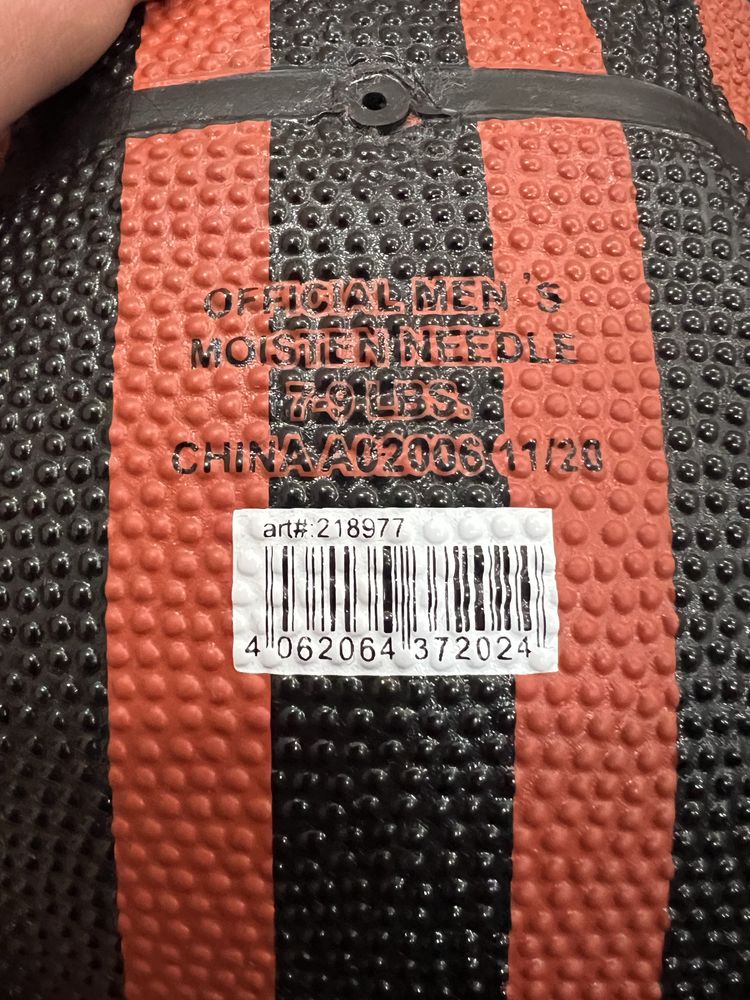 OFFICIAL MEN'S
MOISTEN NEEDLE
7-9 LBS.
CHINA A02006 11/20
art#:218977
4 062064 372024